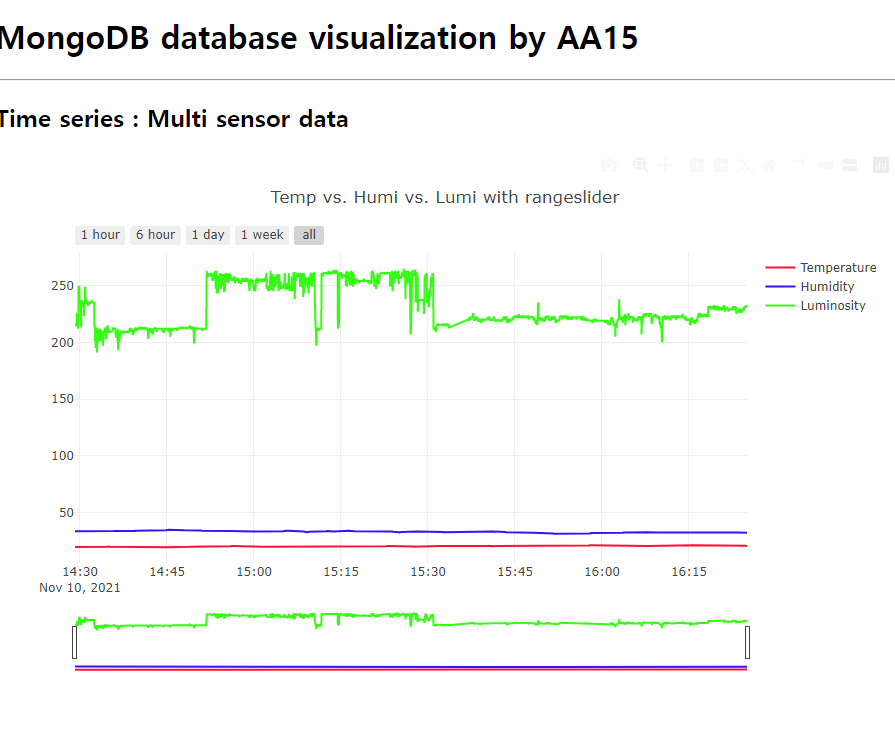 MongoDB database visualization by AA15
Time series : Multi sensor data
Temp vs. Humi vs. Lumi with rangeslider
1 hour 6 hour 1 day 1 week all
Temperature
Humidity
Luminosity
250
200
150
100
50
14:30 14:45 15:00 15:15 15:30 15:45 16:00 16:15
Nov 10, 2021